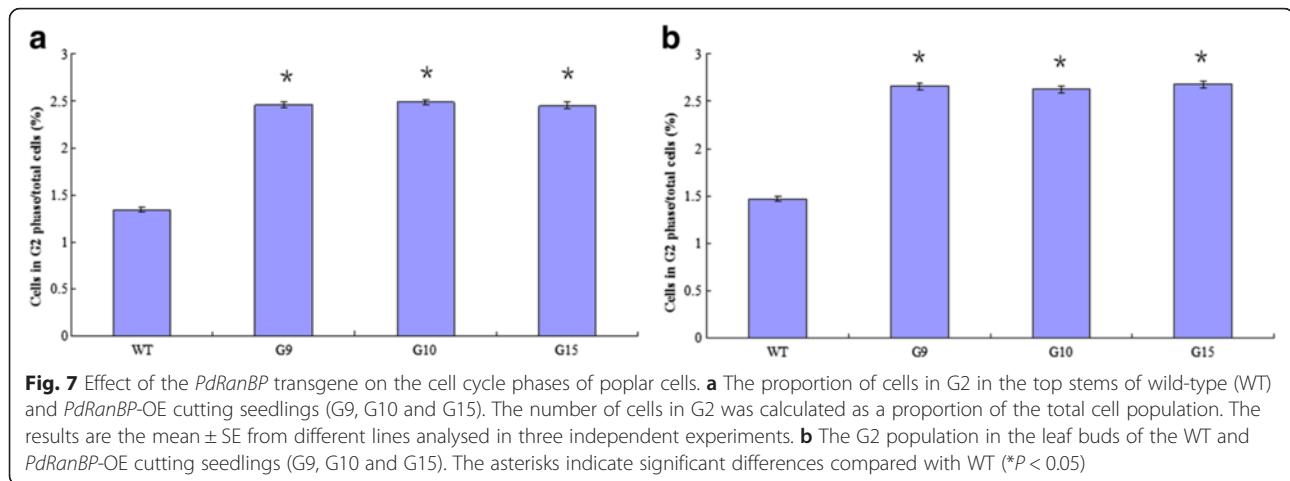 a
b
3
2.5
2
1.5
1
0.5
0
Cells in G2 phase/total cells (%)
* * *
WT G9 G10 G15
3
2.5
2
1.5
1
0.5
0
Cells in G2 phase/total cells (%)
* * *
WT G9 G10 G15
Fig. 7 Effect of the PdRanBP transgene on the cell cycle phases of poplar cells. a The proportion of cells in G2 in the top stems of wild-type (WT)
and PdRanBP-OE cutting seedlings (G9, G10 and G15). The number of cells in G2 was calculated as a proportion of the total cell population. The
results are the mean ± SE from different lines analysed in three independent experiments. b The G2 population in the leaf buds of the WT and
PdRanBP-OE cutting seedlings (G9, G10 and G15). The asterisks indicate significant differences compared with WT (*P < 0.05)